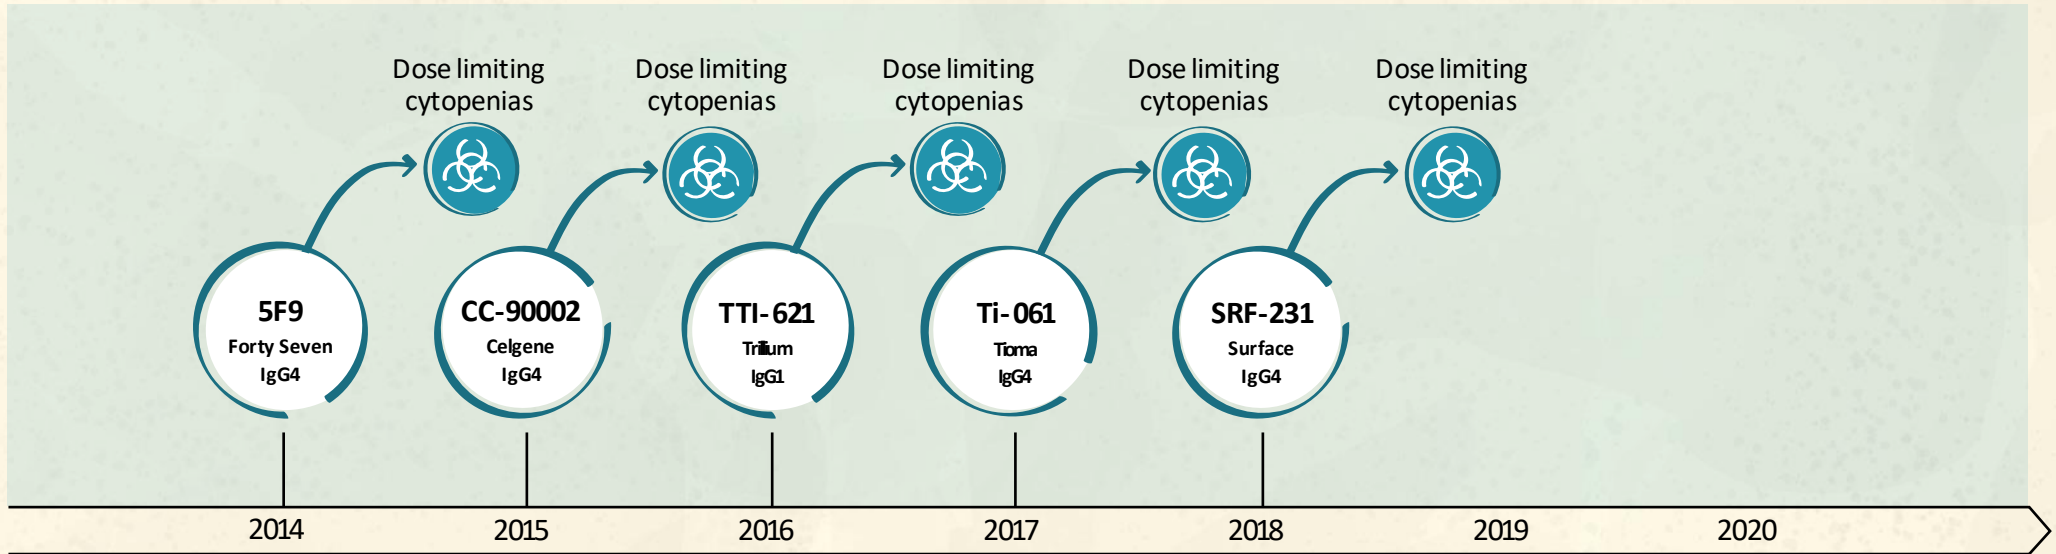 Dose limiting
cytopenias
Dose limiting
cytopenias
Dose limiting
cytopenias
Dose limiting
cytopenias
Dose limiting
cytopenias
5F9
Forty Seven
IgG4
CC-90002
Celgene
IgG4
TTI-621
Trillium
IgG1
Ti-061
Tioma
IgG4
SRF-231
Surface
IgG4
2014
2015
2016
2017
2018
2019
2020